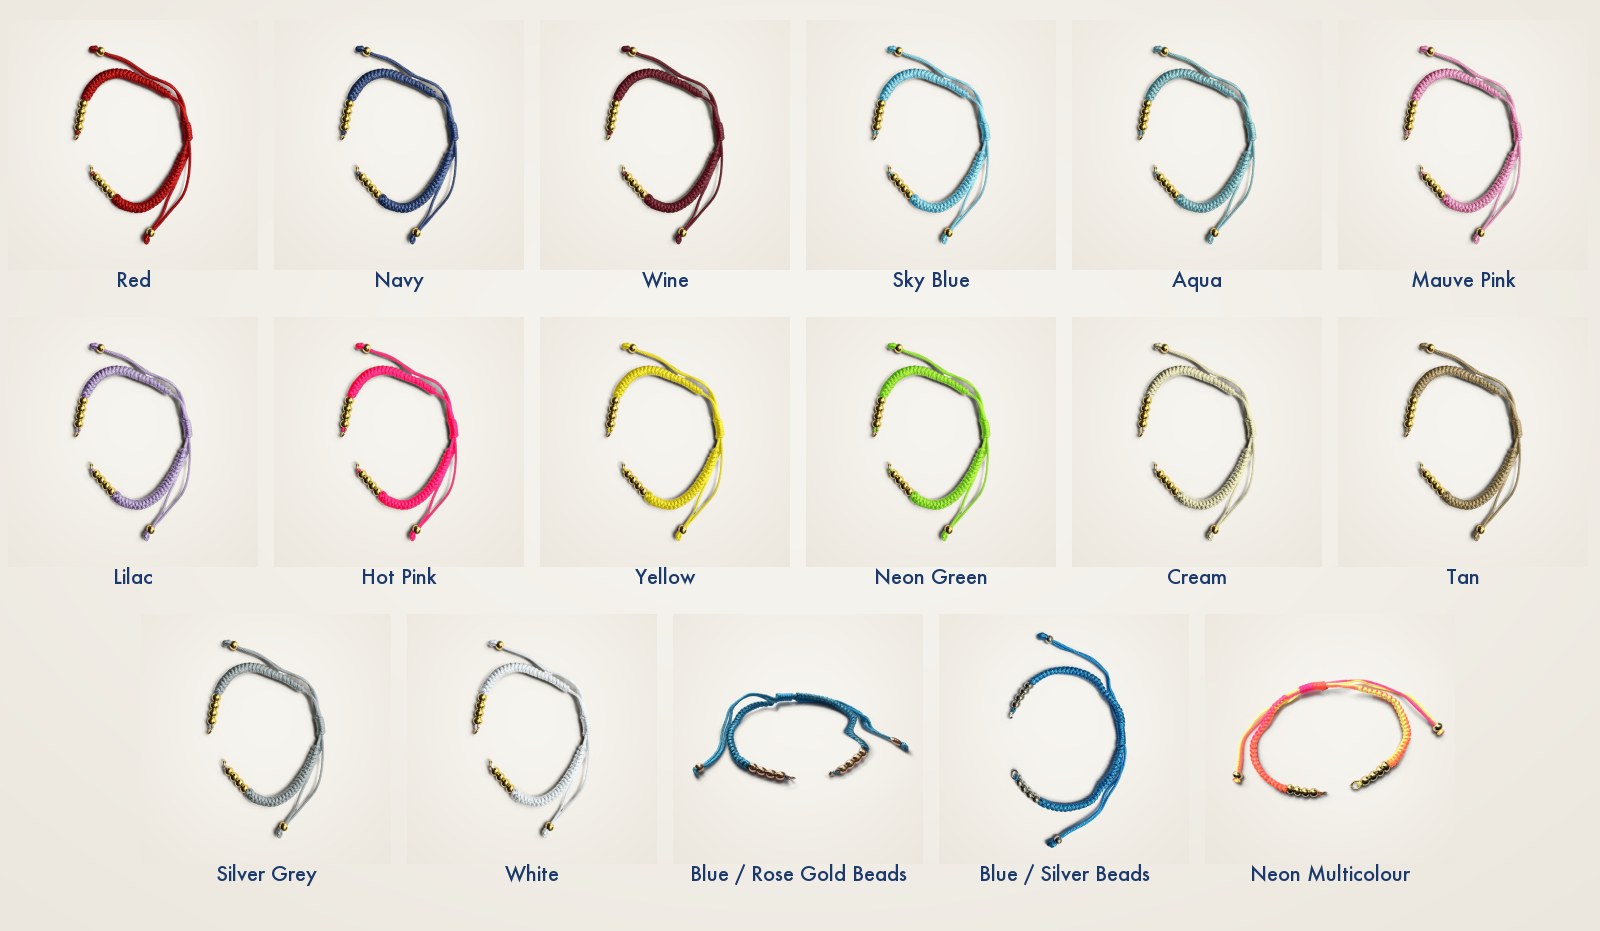 Red
Navy
Wine
Sky Blue
Aqua
Mauve Pink
Lilac
Hot Pink
Yellow
Neon Green
Cream
Tan
Silver Grey
White
Blue / Rose Gold Beads
Blue / Silver Beads
Neon Multicolour